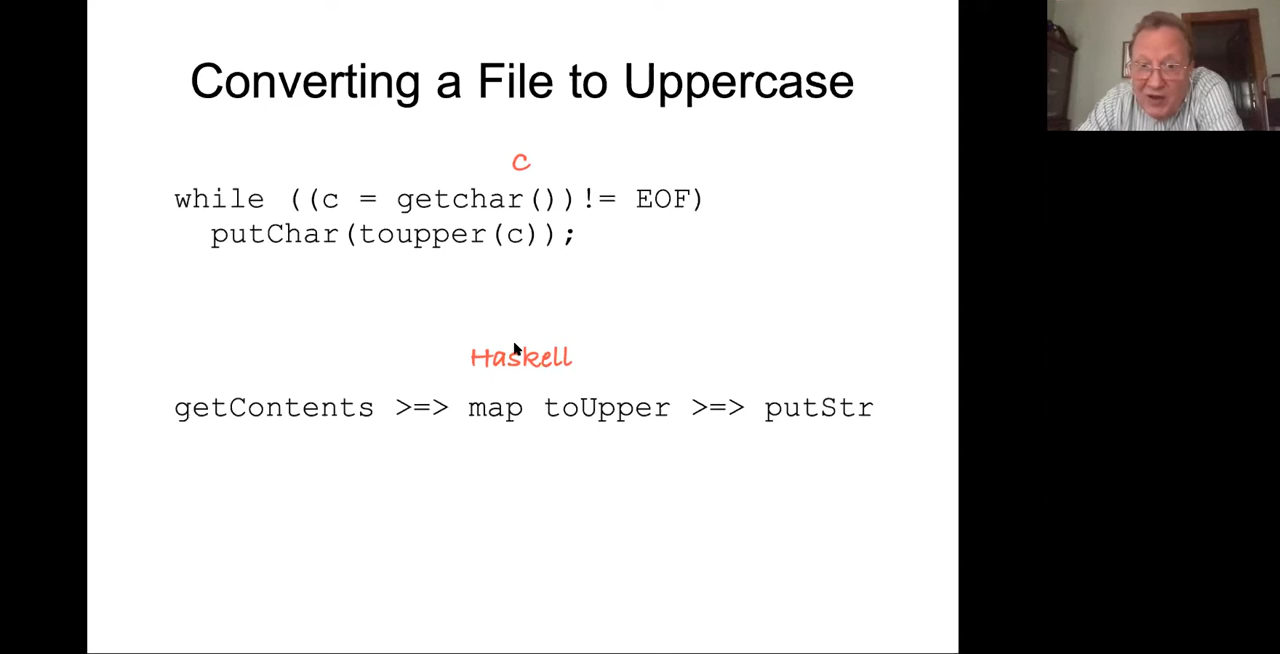 Converting a File to Uppercase
C
while ((c = getchar())!= EOF)
putChar(toupper(c));
Haskell
getContents >=> map toUpper >=> putStr